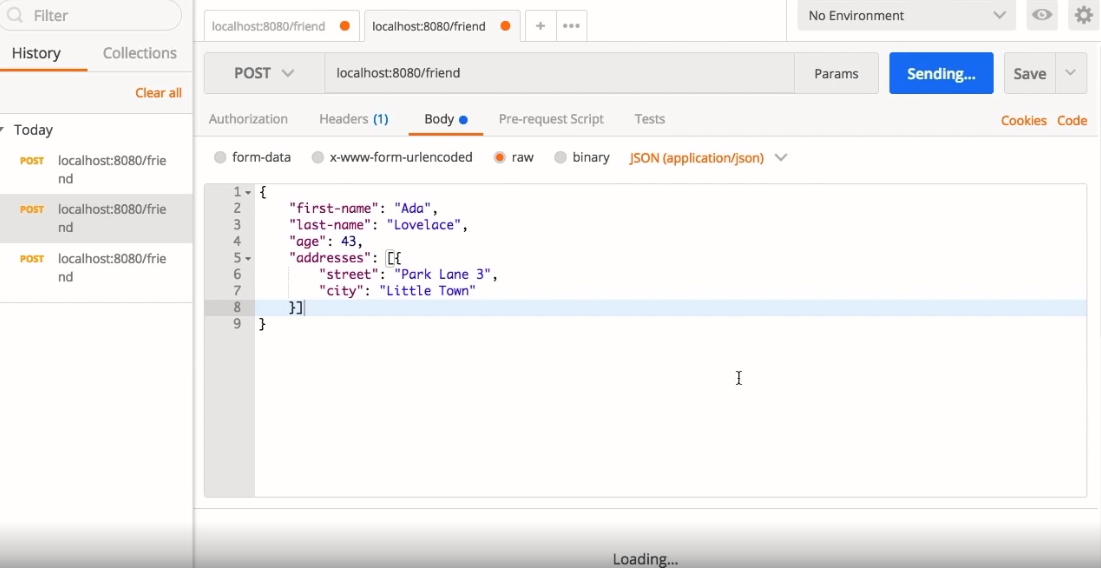 Filter
History Collections
Clear all
Today
POST localhost:8080/frie
nd
POST localhost:8080/frie
nd
POST localhost:8080/frie
nd
localhost:8080/friend localhost:8080/friend + •••
No Environment
POST localhost:8080/friend Params Sending... Save
Authorization Headers (1) Body Pre-request Script Tests Cookies Code
form-data x-www-form-urlencoded raw binary JSON (application/json)
1 {
2 "first-name": "Ada",
3 "last-name": "Lovelace",
4 "age": 43,
5 "addresses": [{
6 "street": "Park Lane 3",
7 "city": "Little Town"
8 }]
9 }
Loading...